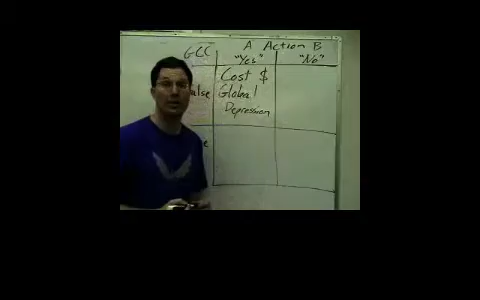 GCC A Action B
"Yes" "No"
Cost $
alse Global
Depression
e